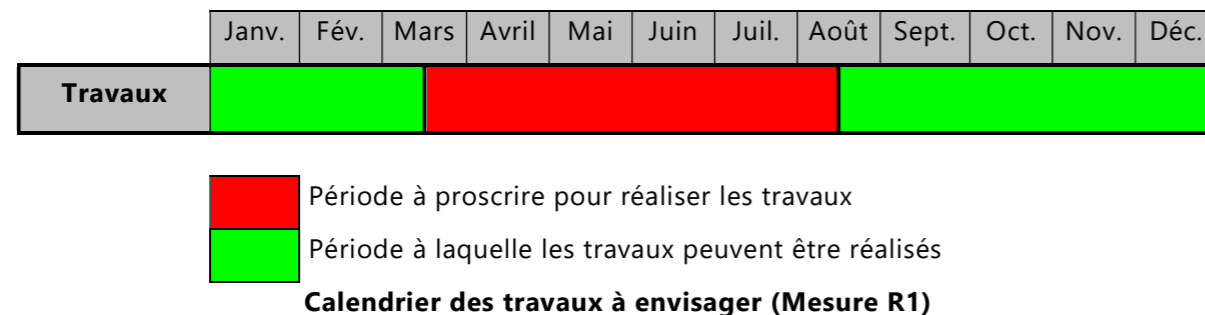 Janv. Fév. Mars Avril Mai Juin Juil. Août Sept. Oct. Nov. Déc.
Travaux
Période à proscrire pour réaliser les travaux
Période à laquelle les travaux peuvent être réalisés
Calendrier des travaux à envisager (Mesure R1)